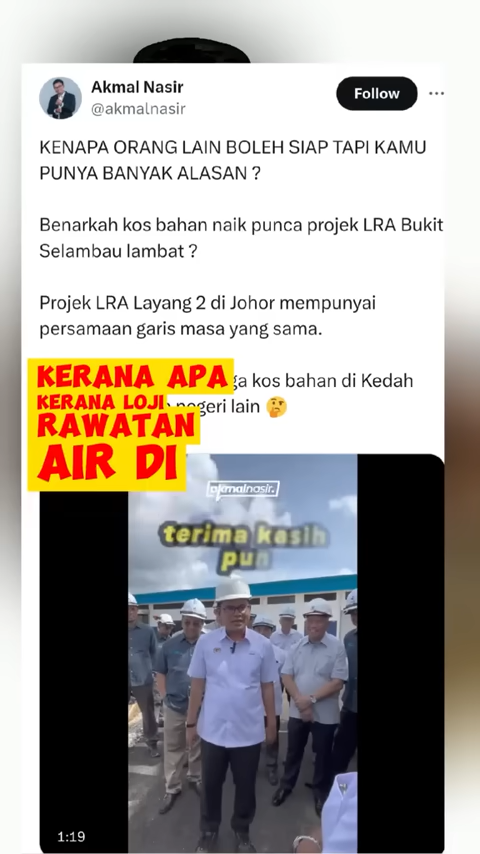 Akmal Nasir
@akmalnasir
Follow
KENAPA ORANG LAIN BOLEH SIAP TAPI KAMU
PUNYA BANYAK ALASAN ?
Benarkah kos bahan naik punca projek LRA Bukit
Selambau lambat ?
Projek LRA Layang 2 di Johor mempunyai
persamaan garis masa yang sama.
kos bahan di Kedah
negeri lain 🤔
KERANA APA
KERANA LOJI
RAWATAN
AIR DI
akmalnasir.
terima kasih
pun
1:19